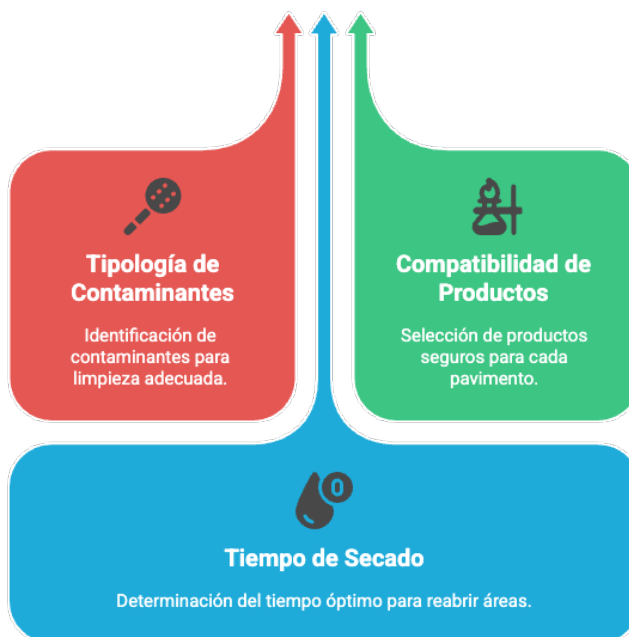 Tipología de
Contaminantes
Identificación de
contaminantes para
limpieza adecuada.
Compatibilidad de
Productos
Selección de productos
seguros para cada
pavimento.
0
Tiempo de Secado
Determinación del tiempo óptimo para reabrir áreas.